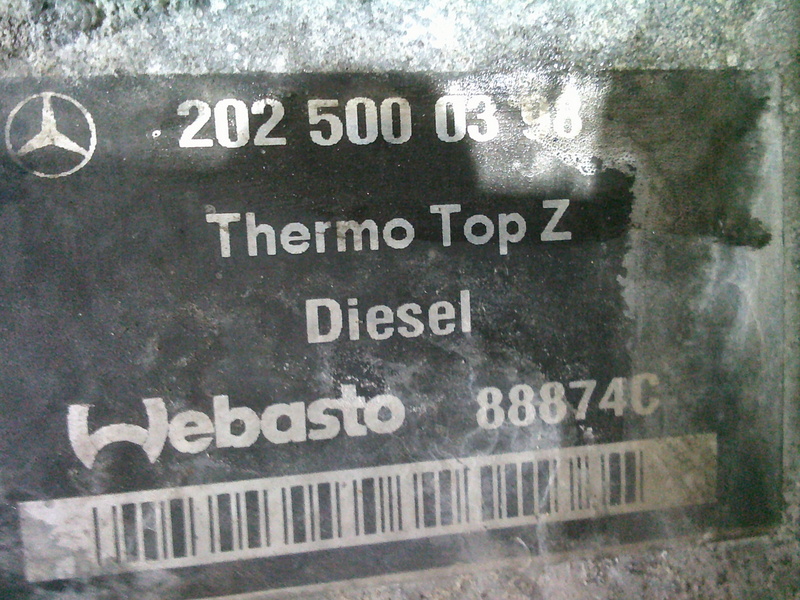 202 500 03 98
Thermo Top Z
Diesel
Webasto 88874C